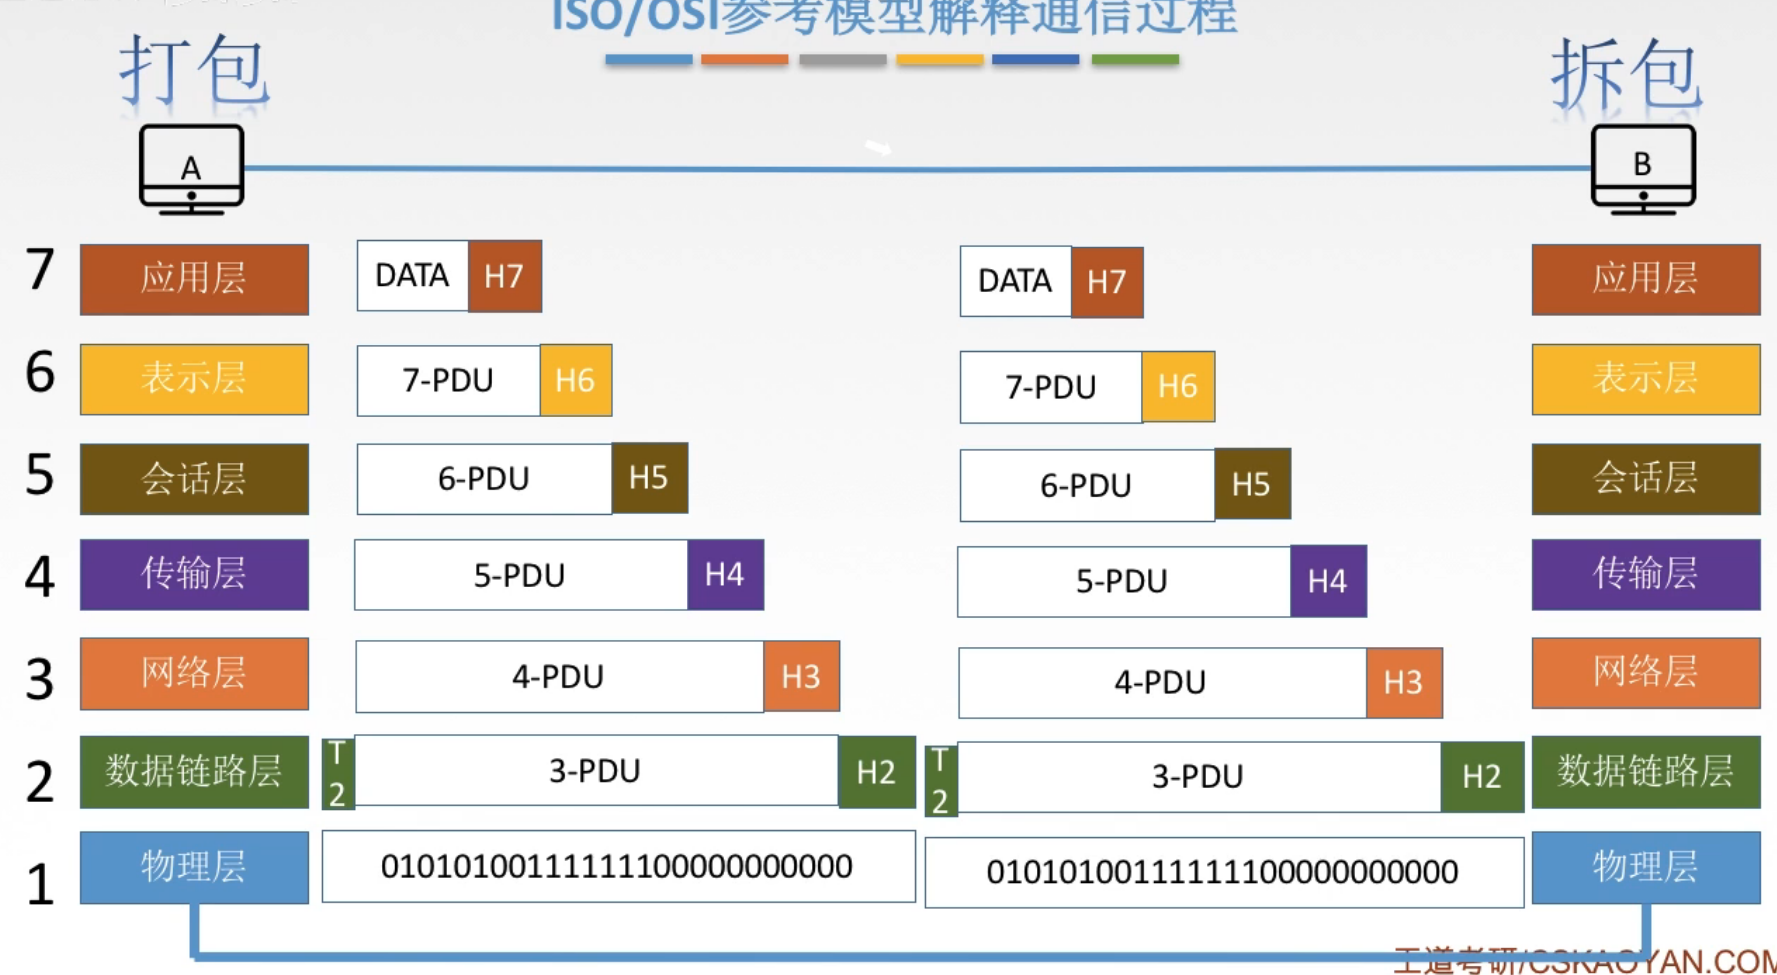 ISO/OSI参考模型解释通信过程
打包
拆包
A
B
7 应用层 DATA H7 DATA H7 应用层
6 表示层 7-PDU H6 7-PDU H6 表示层
5 会话层 6-PDU H5 6-PDU H5 会话层
4 传输层 5-PDU H4 5-PDU H4 传输层
3 网络层 4-PDU H3 4-PDU H3 网络层
2 数据链路层 T2 3-PDU H2 T2 3-PDU H2 数据链路层
1 物理层 0101010011111110000000000 0101010011111110000000000 物理层
王道考研/CSKAOYAN.COM